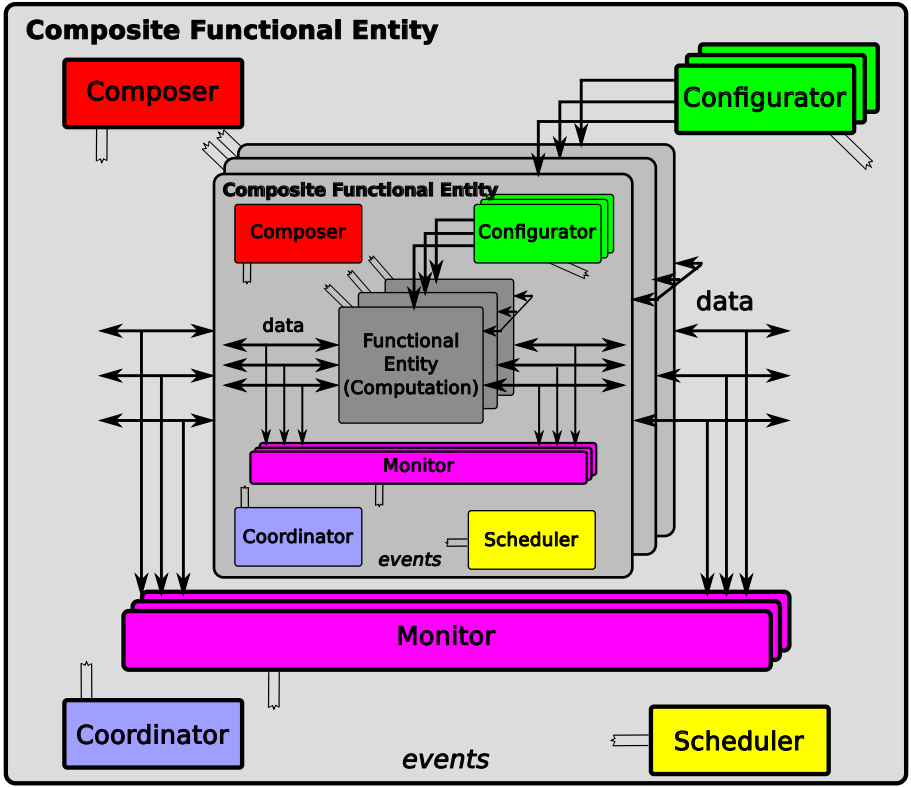 Composite Functional Entity
Composer
Configurator
Composite Functional Entity
Composer
Configurator
data
data
Functional
Entity
(Computation)
Monitor
Coordinator
Scheduler
events
Monitor
Coordinator
Scheduler
events